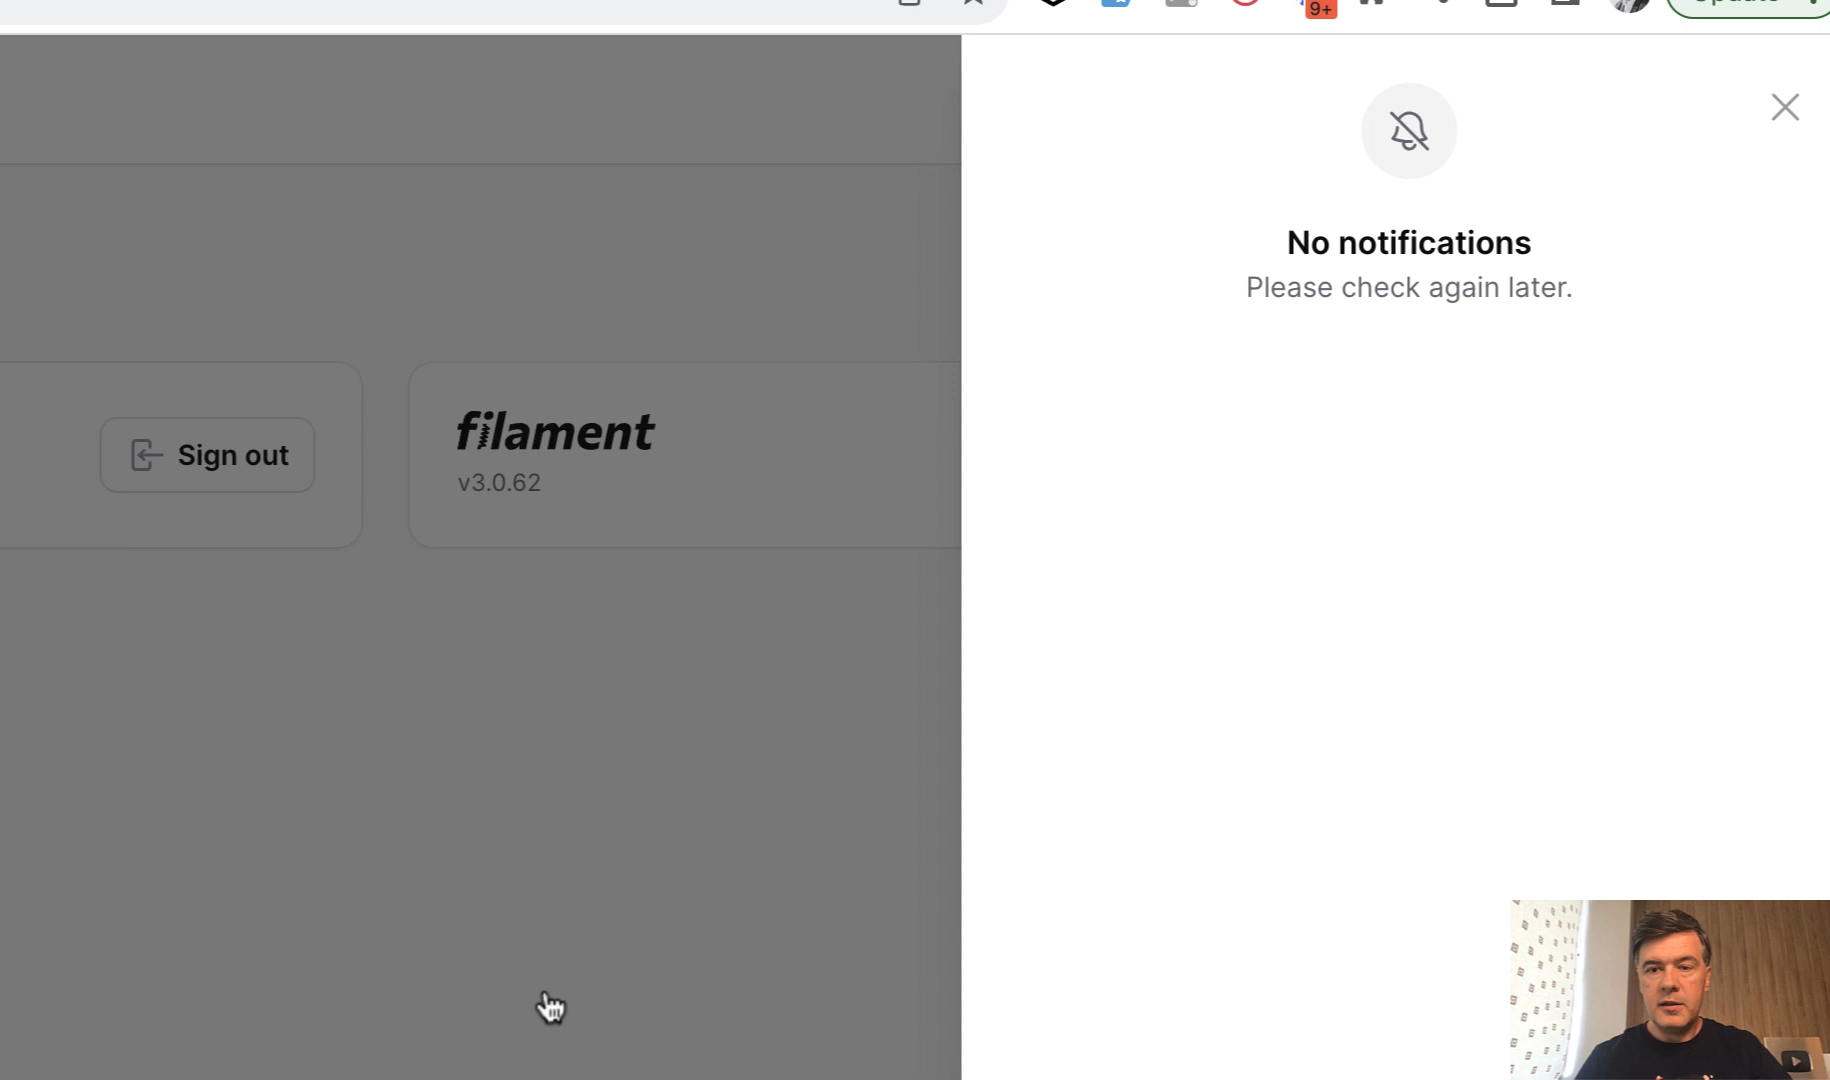 9+
No notifications
Please check again later.
Sign out
filament
v3.0.62